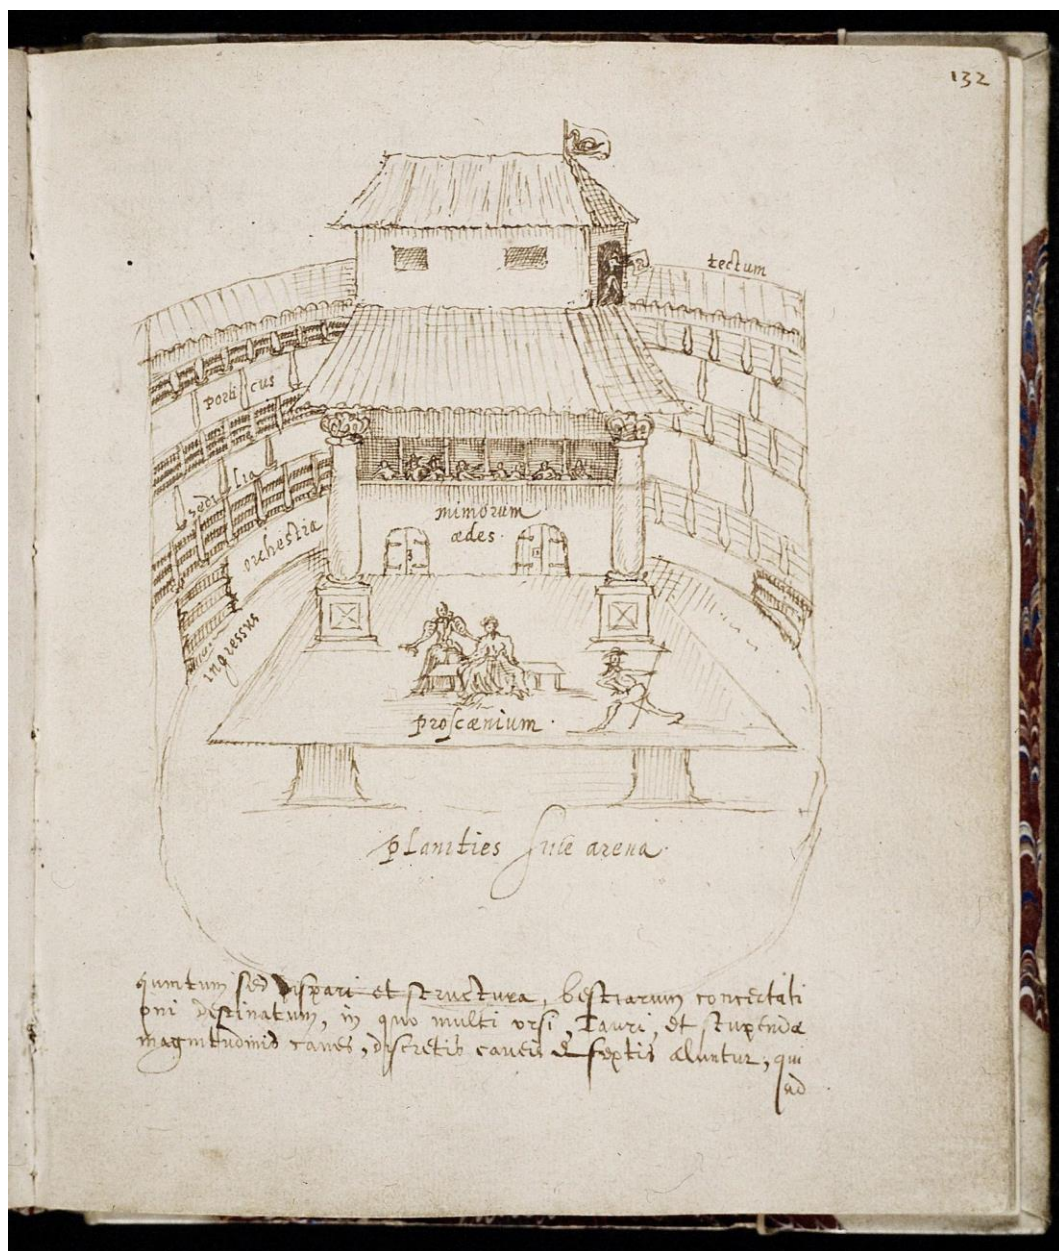 132
tectum
porticus
sedilia
orchestra
ingressus
mimorum
ædes.
proscænium.
planities sive arena.
quintum sed dispari et structura, bestiarum concertati
oni destinatum, in quo multi vrsi, Tauri, et stupendæ
magnitudinis canes, discretis caveis & septis aluntur, qui
ad